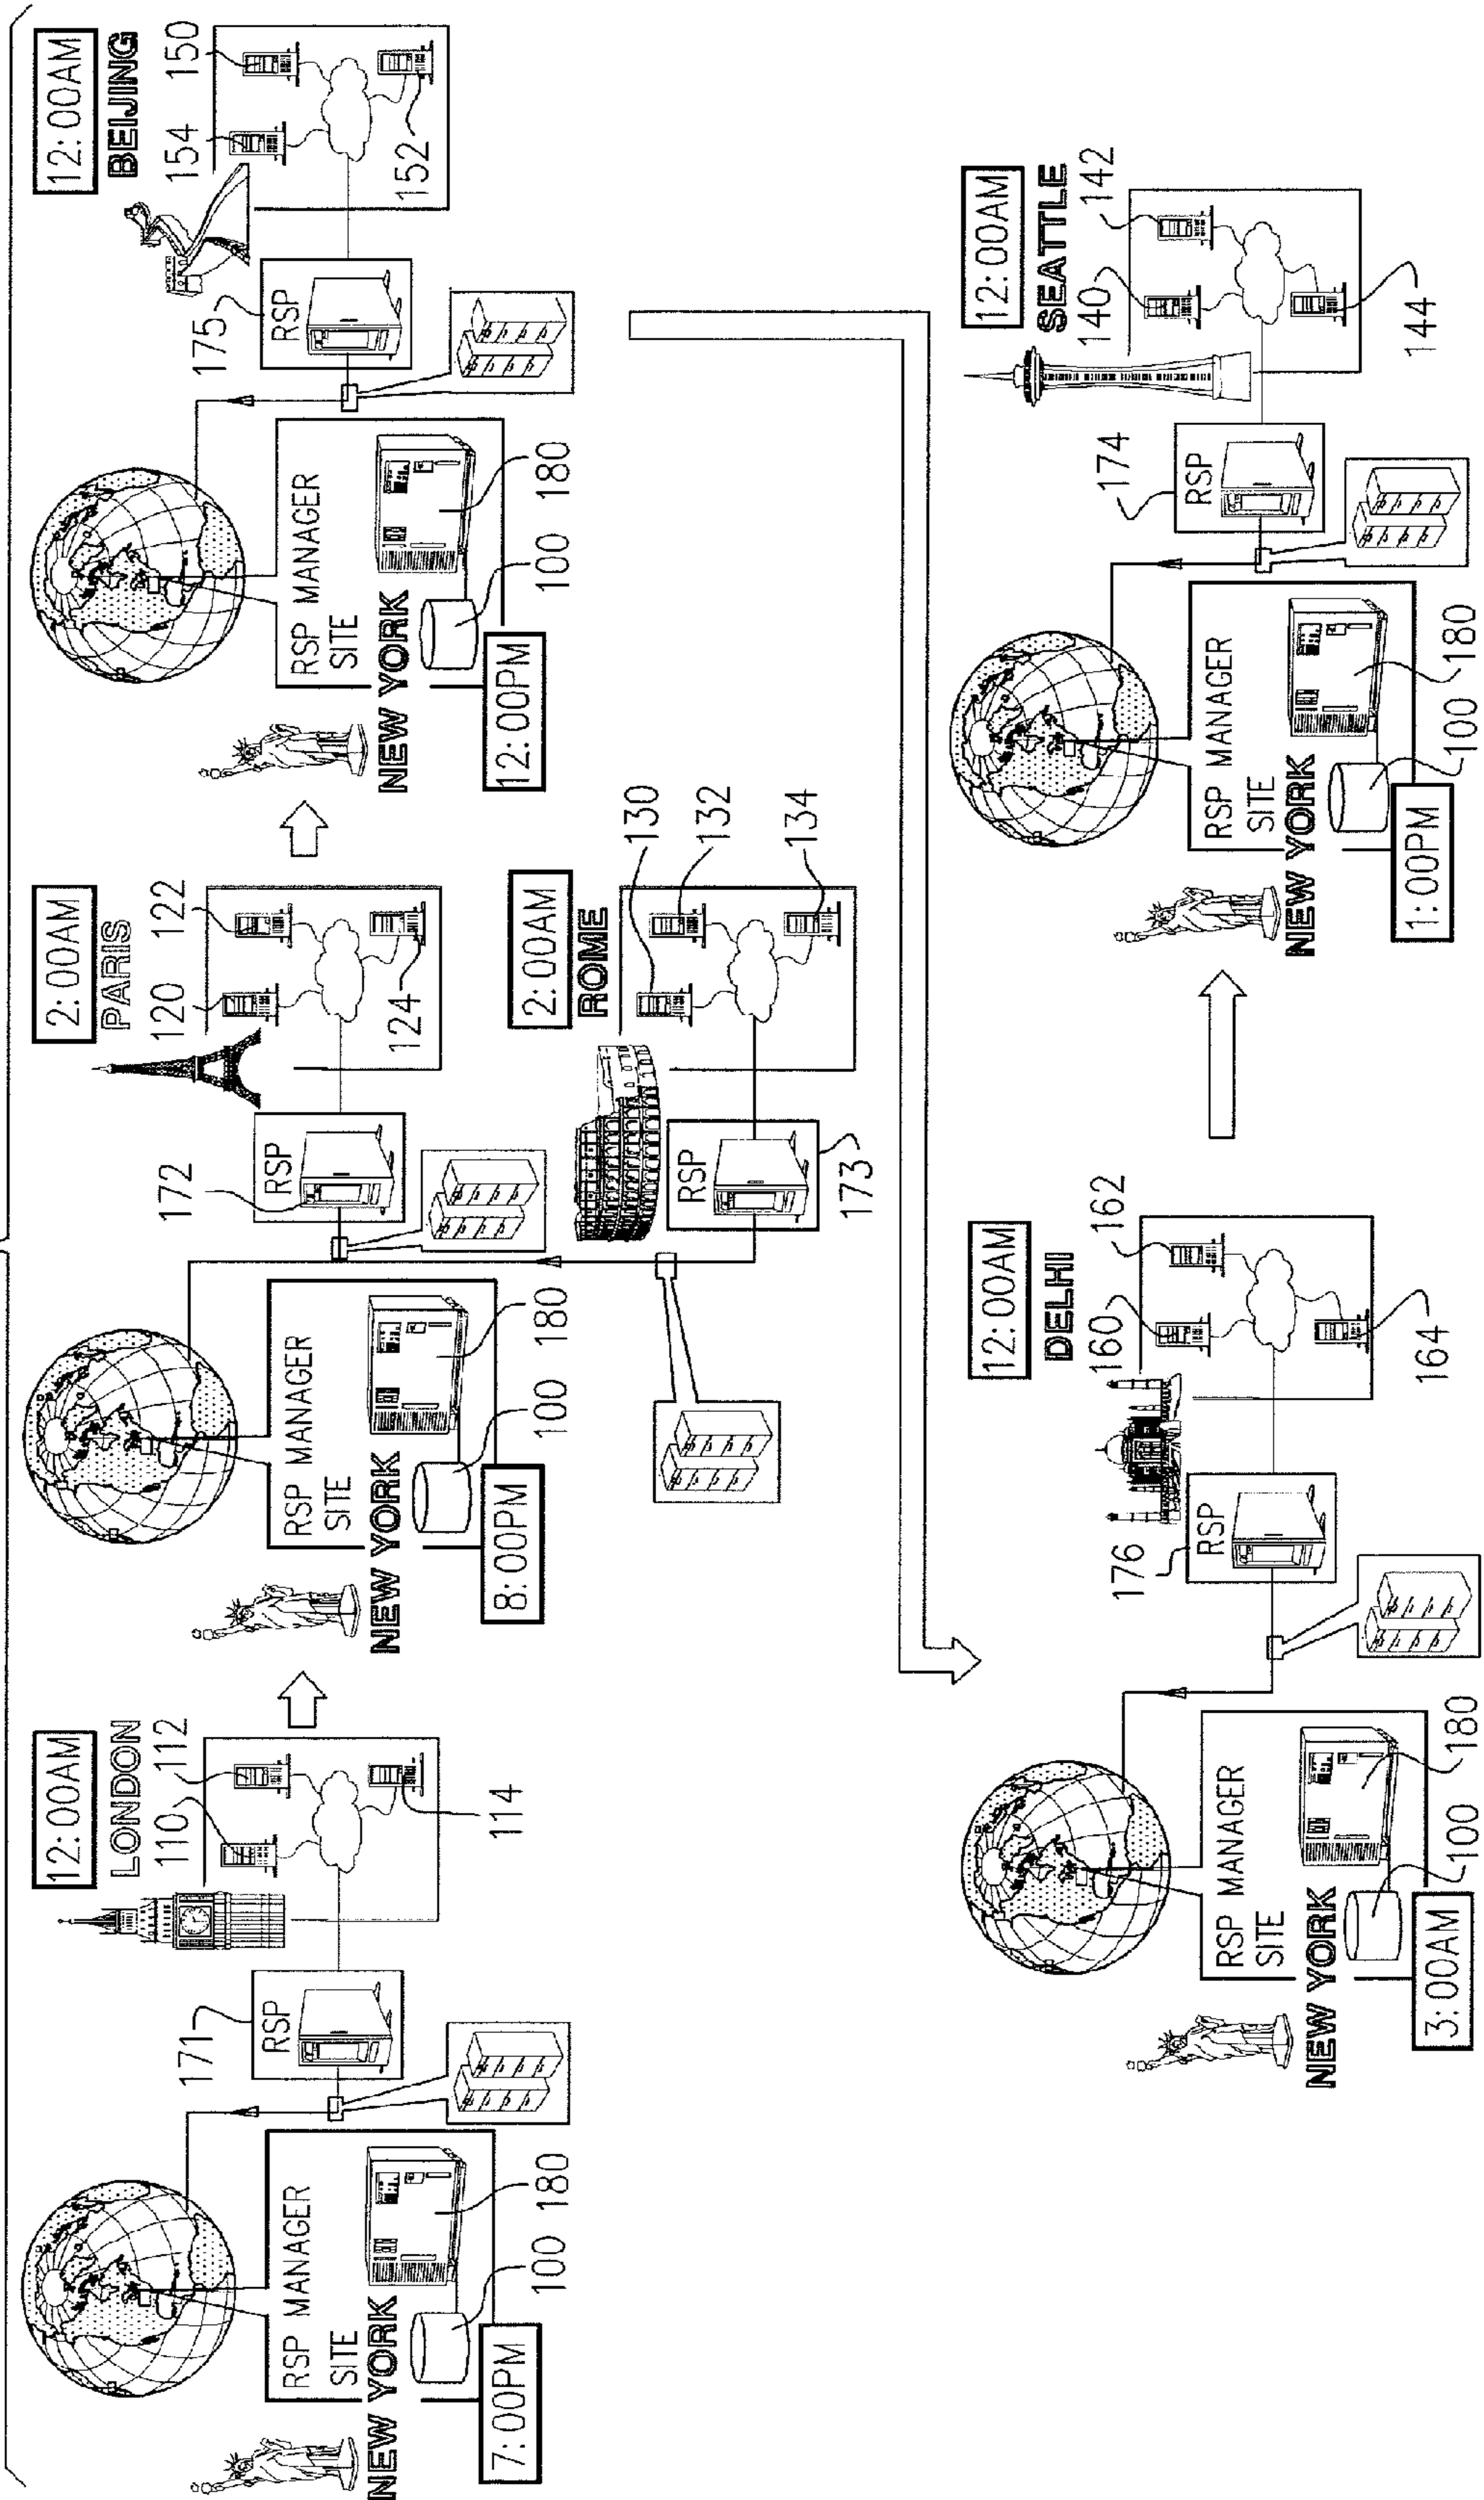 12:00AM
LONDON
110
112
114
171
RSP
RSP MANAGER
SITE
NEW YORK
180
100
7:00PM
2:00AM
PARIS
120
122
124
172
RSP
2:00AM
ROME
130
132
134
RSP
173
RSP MANAGER
SITE
NEW YORK
180
100
8:00PM
12:00AM
BEIJING
154
150
152
175
RSP
RSP MANAGER
SITE
NEW YORK
180
100
12:00PM
12:00AM
DELHI
160
162
164
176
RSP
RSP MANAGER
SITE
NEW YORK
180
100
3:00AM
12:00AM
SEATTLE
140
142
144
174
RSP
RSP MANAGER
SITE
NEW YORK
180
100
1:00PM